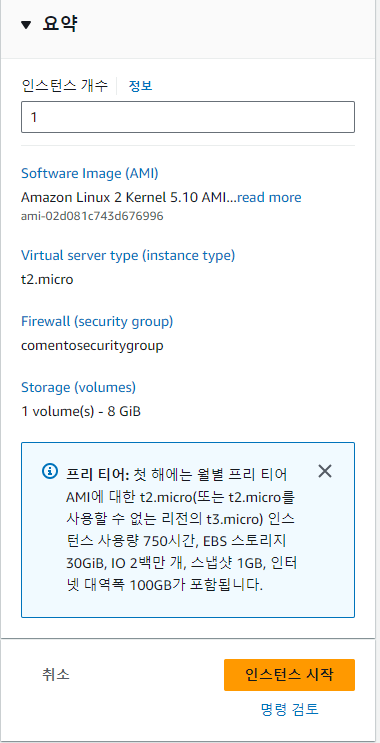 요약
인스턴스 개수 정보
1
Software Image (AMI)
Amazon Linux 2 Kernel 5.10 AMI...read more
ami-02d081c743d676996
Virtual server type (instance type)
t2.micro
Firewall (security group)
comentosecuritygroup
Storage (volumes)
1 volume(s) - 8 GiB
프리 티어: 첫 해에는 월별 프리 티어
AMI에 대한 t2.micro(또는 t2.micro를
사용할 수 없는 리전의 t3.micro) 인스
턴스 사용량 750시간, EBS 스토리지
30GiB, IO 2백만 개, 스냅샷 1GB, 인터
넷 대역폭 100GB가 포함됩니다.
취소 인스턴스 시작
명령 검토